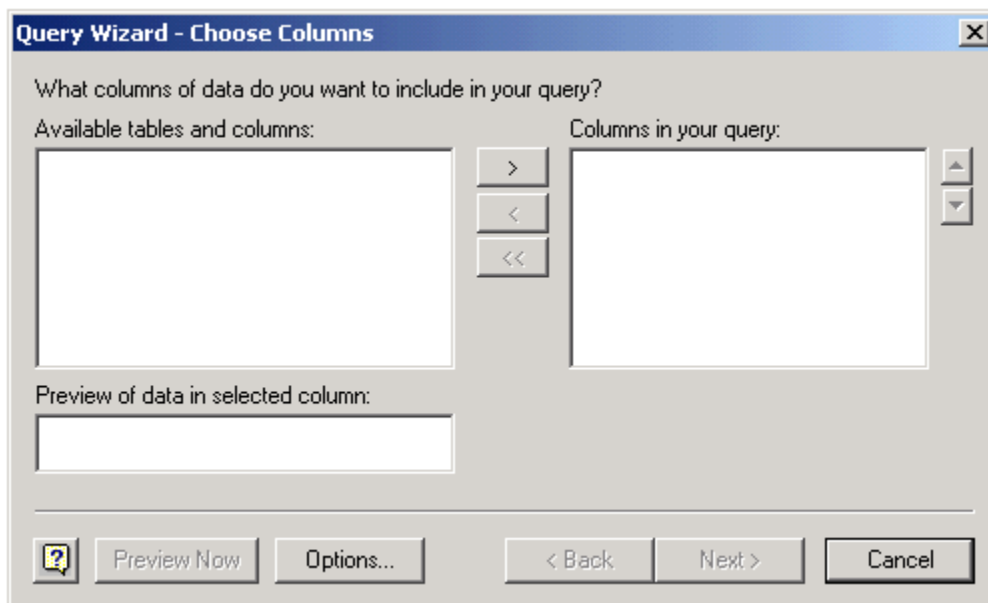 Query Wizard - Choose Columns
What columns of data do you want to include in your query?
Available tables and columns:
Columns in your query:
>
<
<<
Preview of data in selected column:
?
Preview Now
Options...
< Back
Next >
Cancel